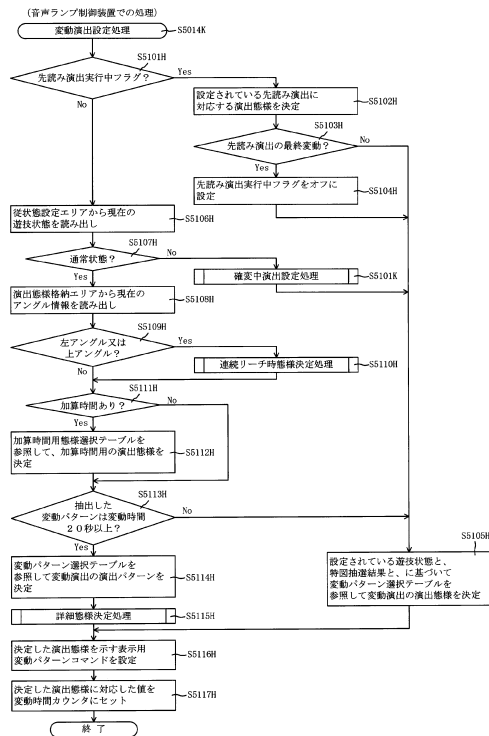 (音声ランプ制御装置での処理)
変動演出設定処理
S5014K
S5101H
先読み演出実行中フラグ?
Yes
No
設定されている先読み演出に
対応する演出態様を決定
S5102H
S5103H
先読み演出の最終変動?
No
Yes
先読み演出実行中フラグをオフに
設定
S5104H
従状態設定エリアから現在の
遊技状態を読み出し
S5106H
S5107H
通常状態?
No
Yes
確変中演出設定処理
S5101K
演出態様格納エリアから現在の
アングル情報を読み出し
S5108H
S5109H
左アングル又は
上アングル?
Yes
No
連続リーチ時態様決定処理
S5110H
S5111H
加算時間あり?
No
Yes
加算時間用態様選択テーブルを
参照して、加算時間用の演出態様を
決定
S5112H
S5113H
抽出した
変動パターンは変動時間
20秒以上?
No
Yes
S5105H
設定されている遊技状態と、
特図抽選結果と、に基づいて
変動パターン選択テーブルを
参照して変動演出の演出態様を決定
変動パターン選択テーブルを
参照して変動演出の演出パターンを
決定
S5114H
詳細態様決定処理
S5115H
決定した演出態様を示す表示用
変動パターンコマンドを設定
S5116H
決定した演出態様に対応した値を
変動時間カウンタにセット
S5117H
終了